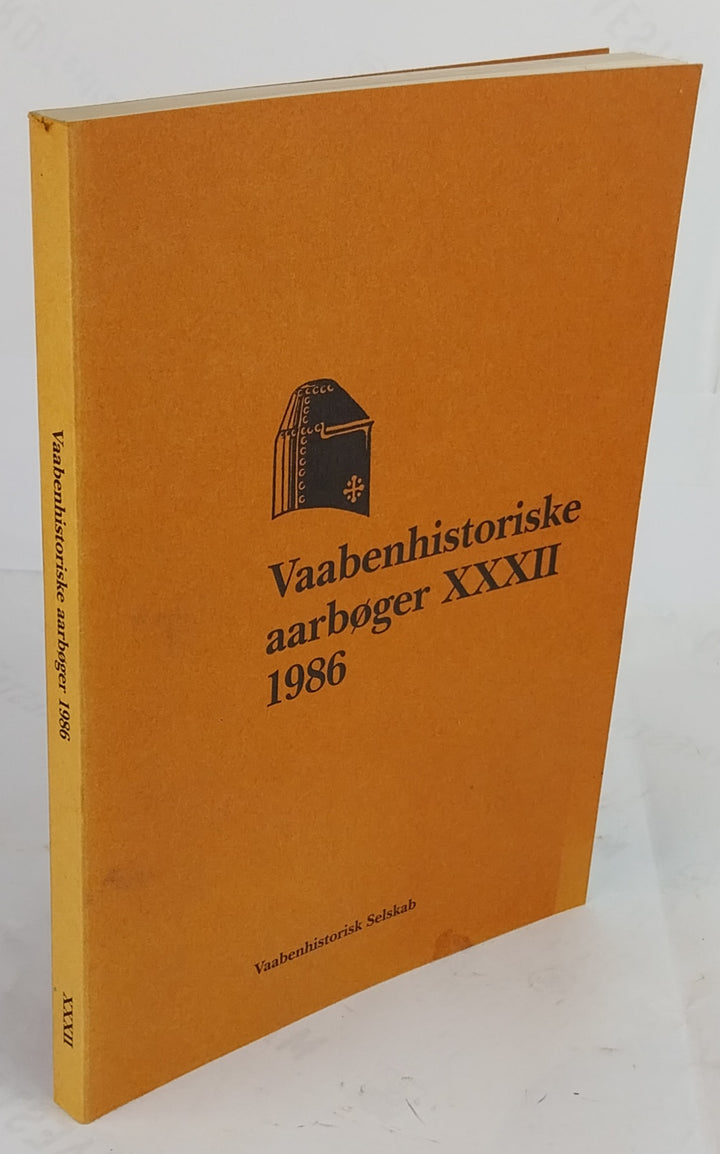 Vaabenhistoriske
aarbøger XXXII
1986
Vaabenhistorisk Selskab
Vaabenhistoriske aarbøger 1986
XXXII